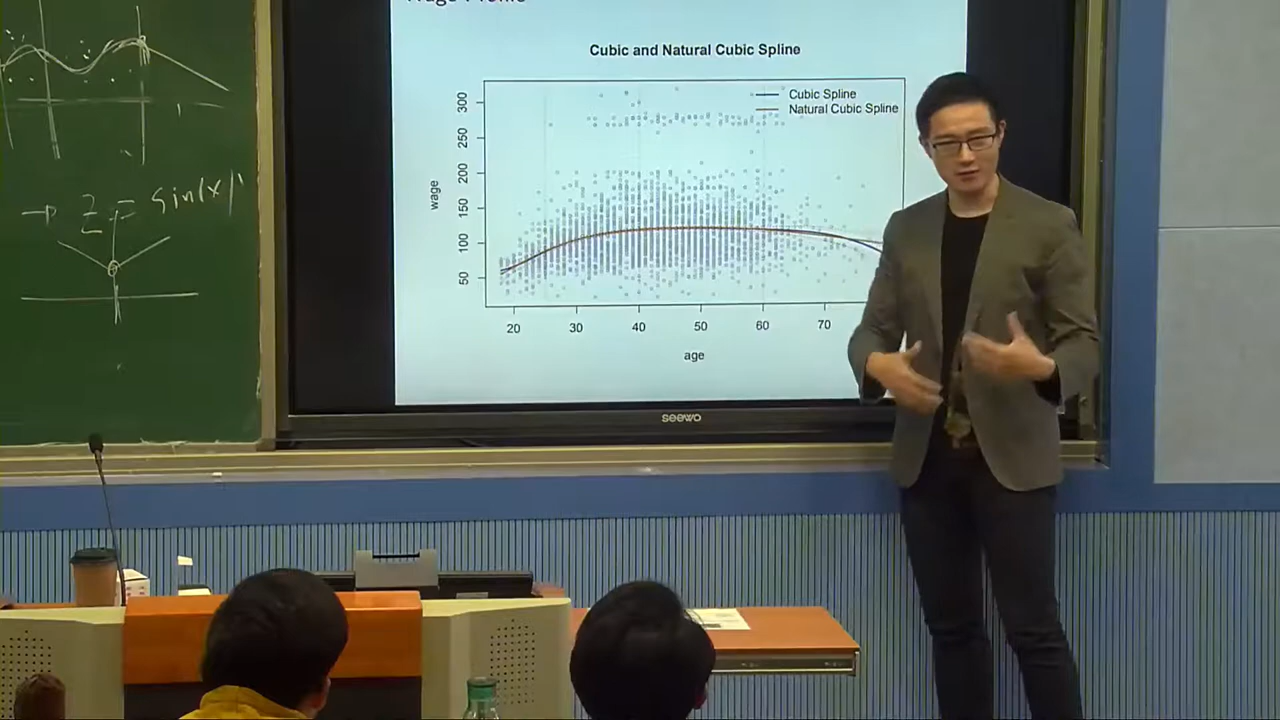 → Z = sin(x)
Cubic and Natural Cubic Spline
Cubic Spline
Natural Cubic Spline
wage
300
250
200
150
100
50
20 30 40 50 60 70
age
seewo